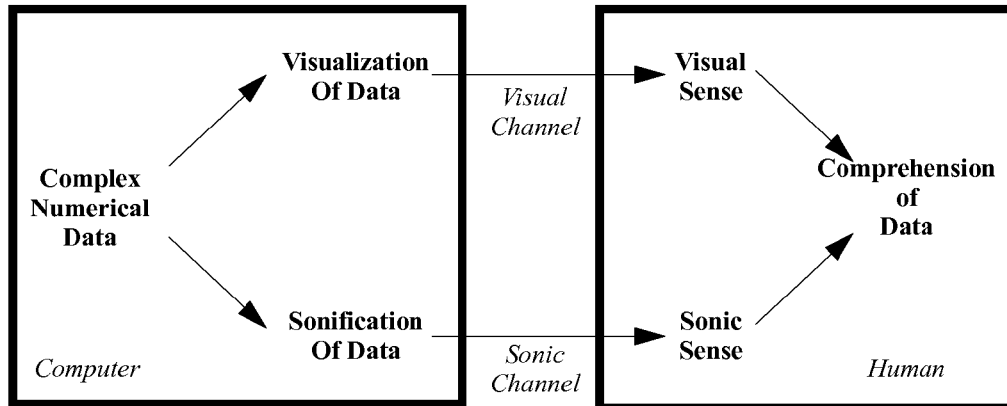 Complex
Numerical
Data
Visualization
Of Data
Sonification
Of Data
Computer
Visual
Channel
Sonic
Channel
Visual
Sense
Sonic
Sense
Comprehension
of
Data
Human